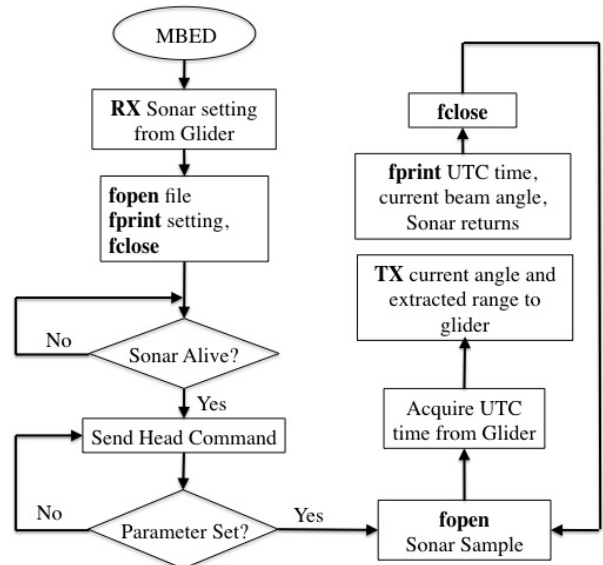 MBED
RX Sonar setting
from Glider
fopen file
fprint setting,
fclose
No
Sonar Alive?
Yes
Send Head Command
No
Parameter Set?
Yes
fopen
Sonar Sample
Acquire UTC
time from Glider
TX current angle and
extracted range to
glider
fprint UTC time,
current beam angle,
Sonar returns
fclose